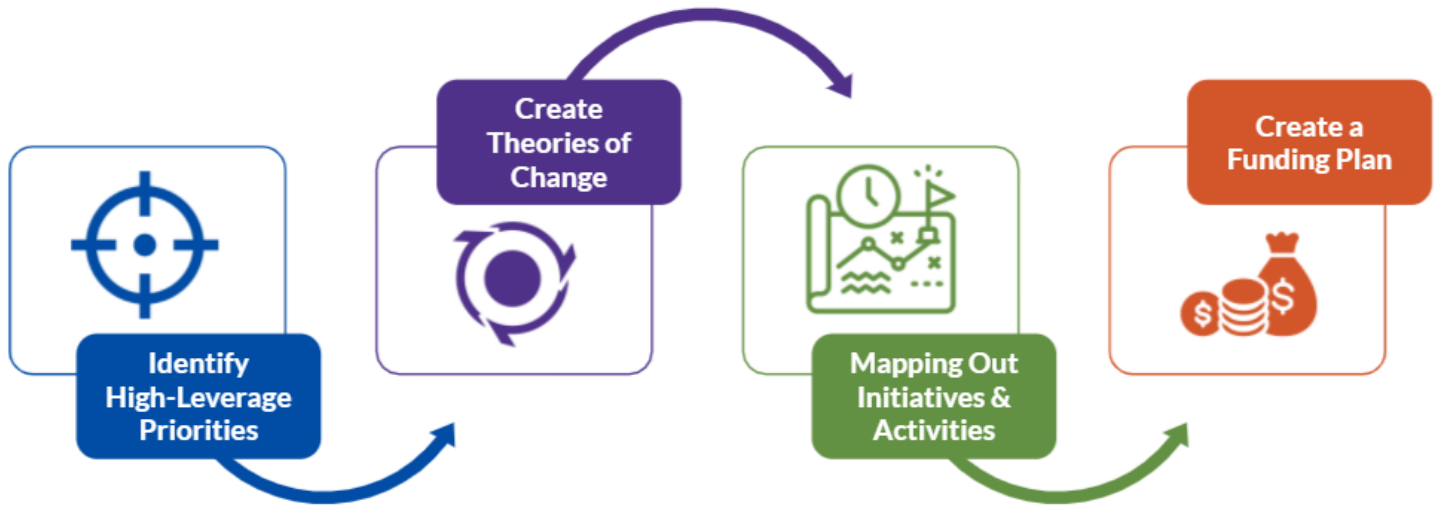 Identify
High-Leverage
Priorities
Create
Theories of
Change
Mapping Out
Initiatives &
Activities
Create a
Funding Plan
$
$